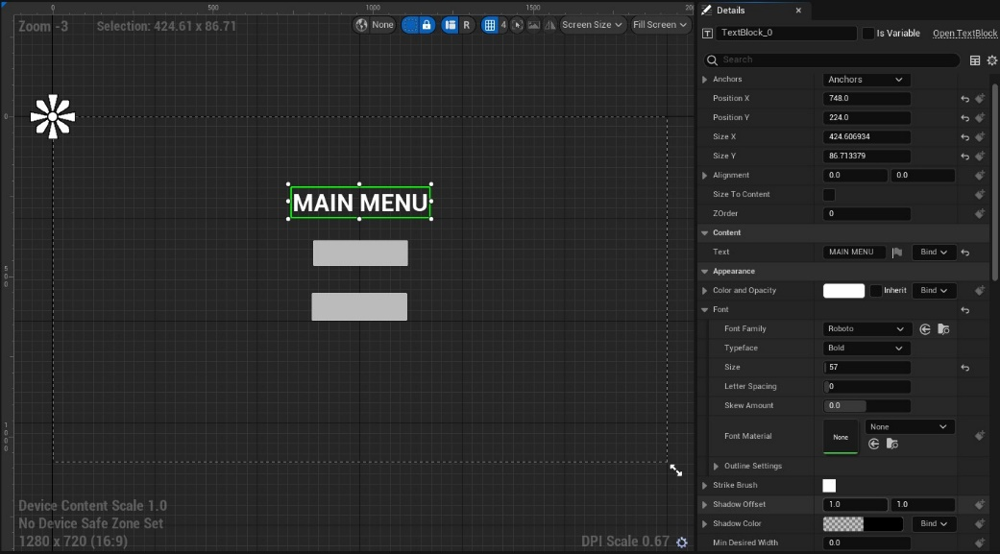 0 500 1000 1500 20
Details
Zoom -3 Selection: 424.61 x 86.71 None R 4 Screen Size Fill Screen
TextBlock_0 Is Variable Open TextBlock
Search
Anchors Anchors
Position X 748.0
Position Y 224.0
Size X 424.606934
Size Y 86.713379
Alignment 0.0 0.0
Size To Content
ZOrder 0
Content
Text MAIN MENU Bind
Appearance
Color and Opacity Inherit Bind
Font
Font Family Roboto
Typeface Bold
Size 57
Letter Spacing 0
Skew Amount 0.0
Font Material None None
Outline Settings
Strike Brush
Shadow Offset 1.0 1.0
Shadow Color Bind
Min Desired Width 0.0
0
500
1000
MAIN MENU
Device Content Scale 1.0
No Device Safe Zone Set
1280 x 720 (16:9) DPI Scale 0.67